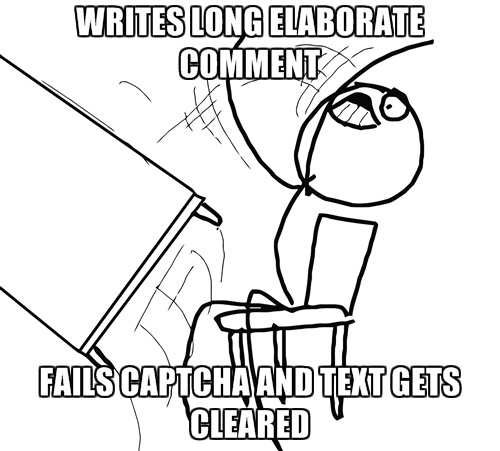 WRITES LONG ELABORATE
COMMENT
FAILS CAPTCHA AND TEXT GETS
CLEARED